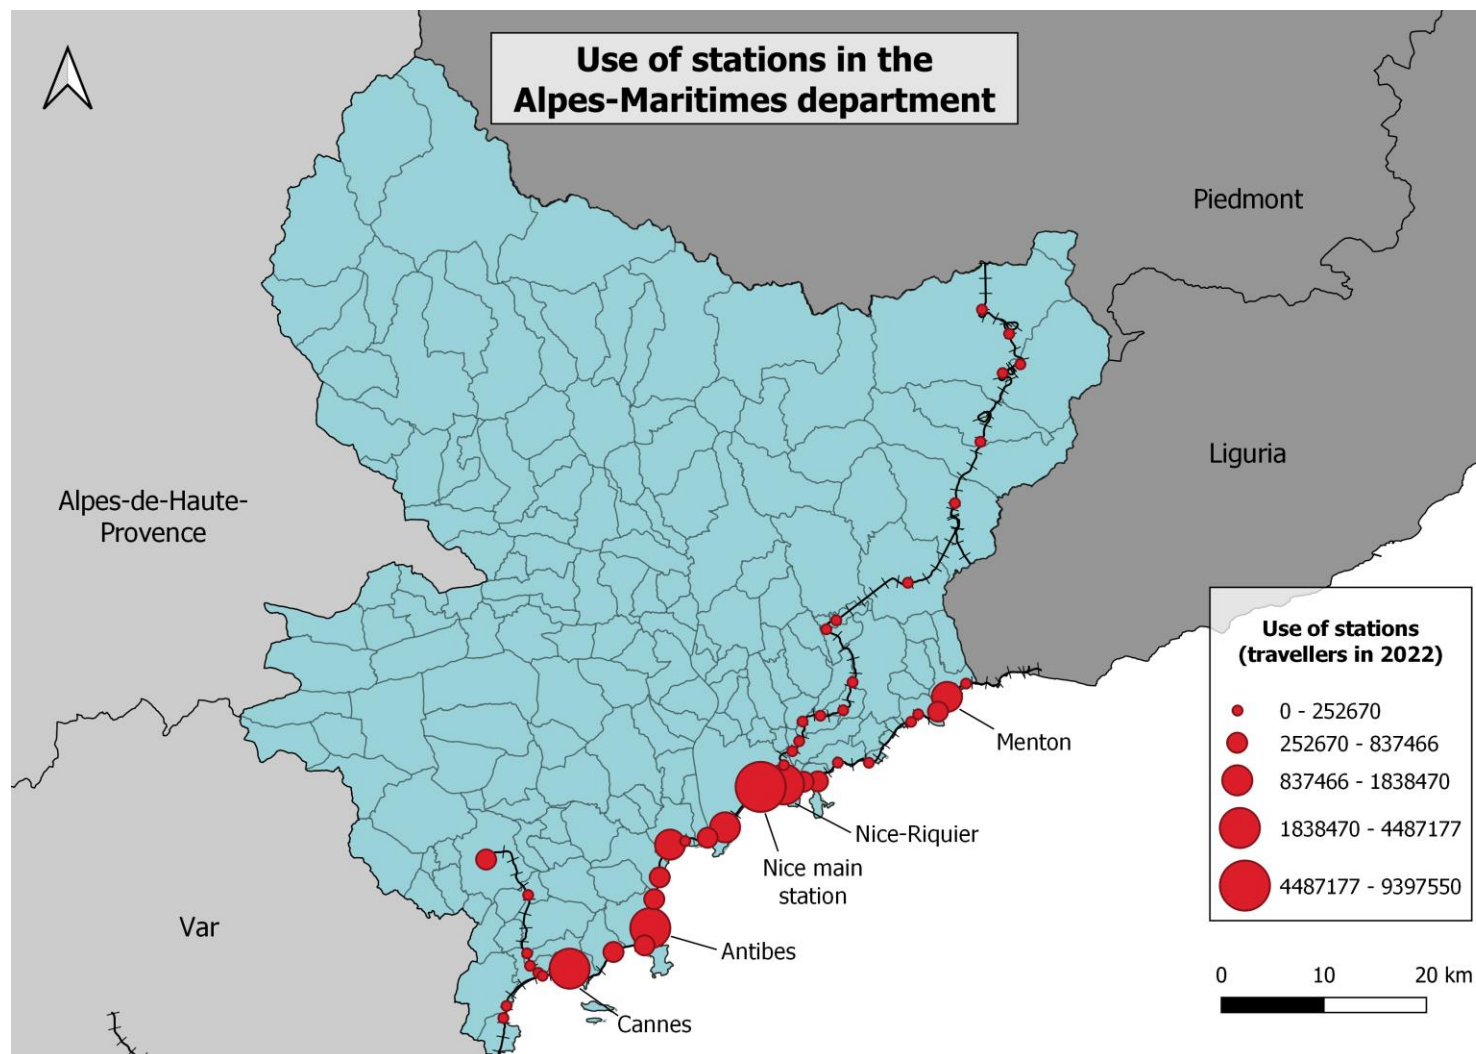 Use of stations in the
Alpes-Maritimes department
Piedmont
Liguria
Alpes-de-Haute-
Provence
Use of stations
(travellers in 2022)
0 - 252670
252670 - 837466
837466 - 1838470
1838470 - 4487177
4487177 - 9397550
Menton
Nice-Riquier
Nice main
station
Var
Antibes
Cannes
0 10 20 km